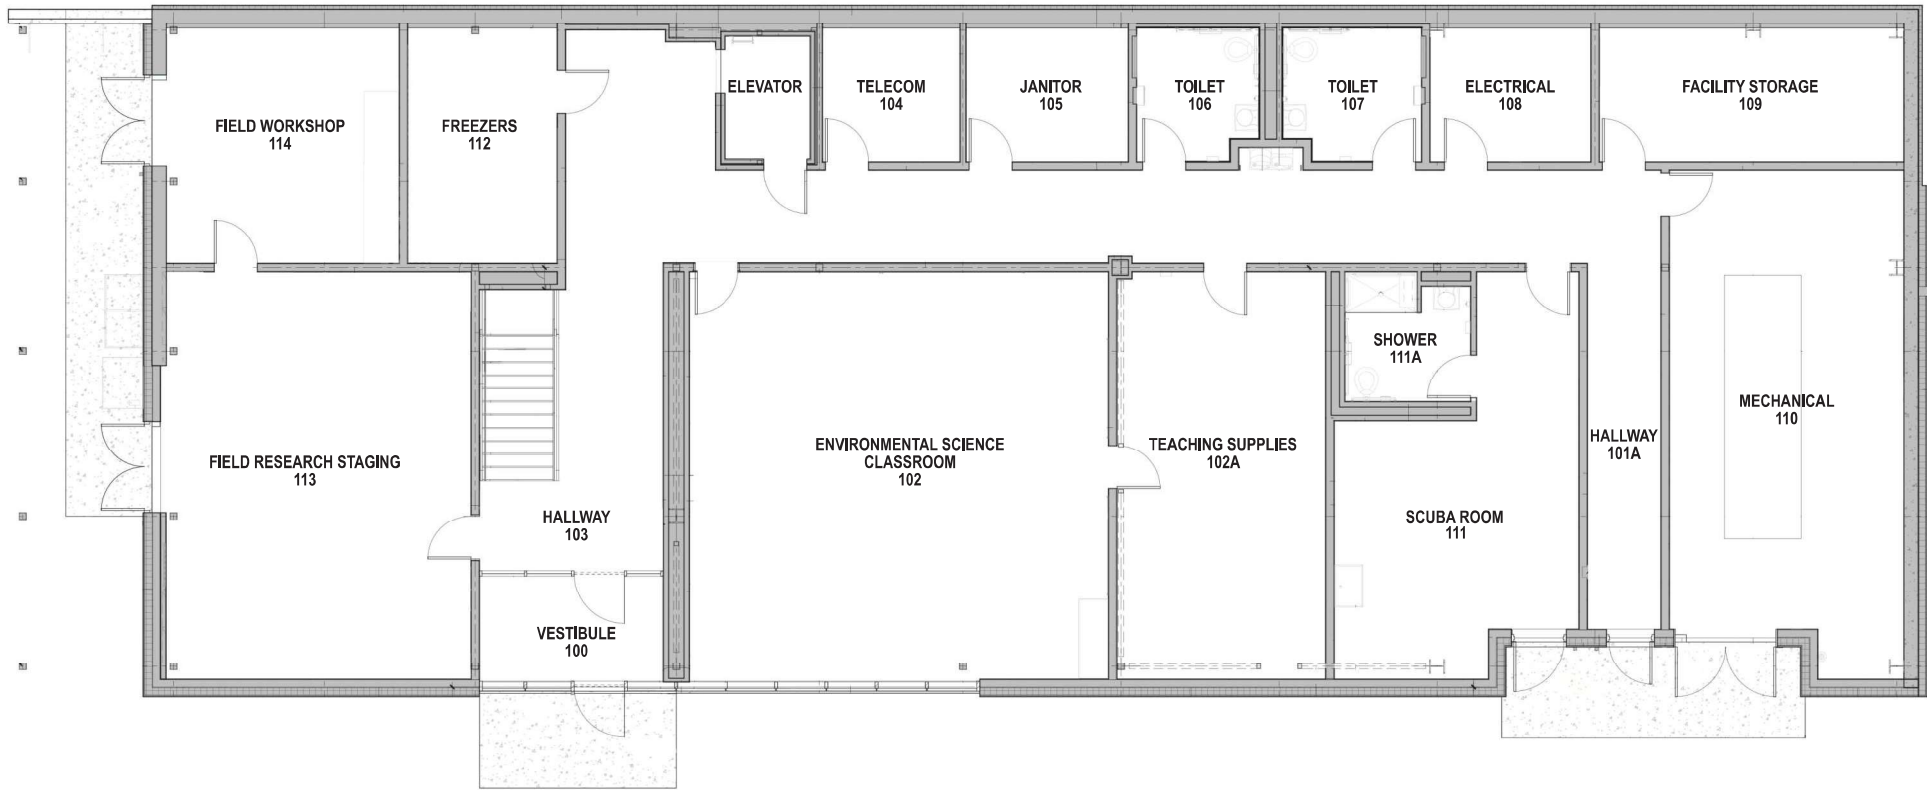 ELEVATOR
TELECOM
104
JANITOR
105
TOILET
106
TOILET
107
ELECTRICAL
108
FACILITY STORAGE
109
FIELD WORKSHOP
114
FREEZERS
112
SHOWER
111A
MECHANICAL
110
ENVIRONMENTAL SCIENCE
CLASSROOM
102
TEACHING SUPPLIES
102A
HALLWAY
101A
FIELD RESEARCH STAGING
113
HALLWAY
103
SCUBA ROOM
111
VESTIBULE
100